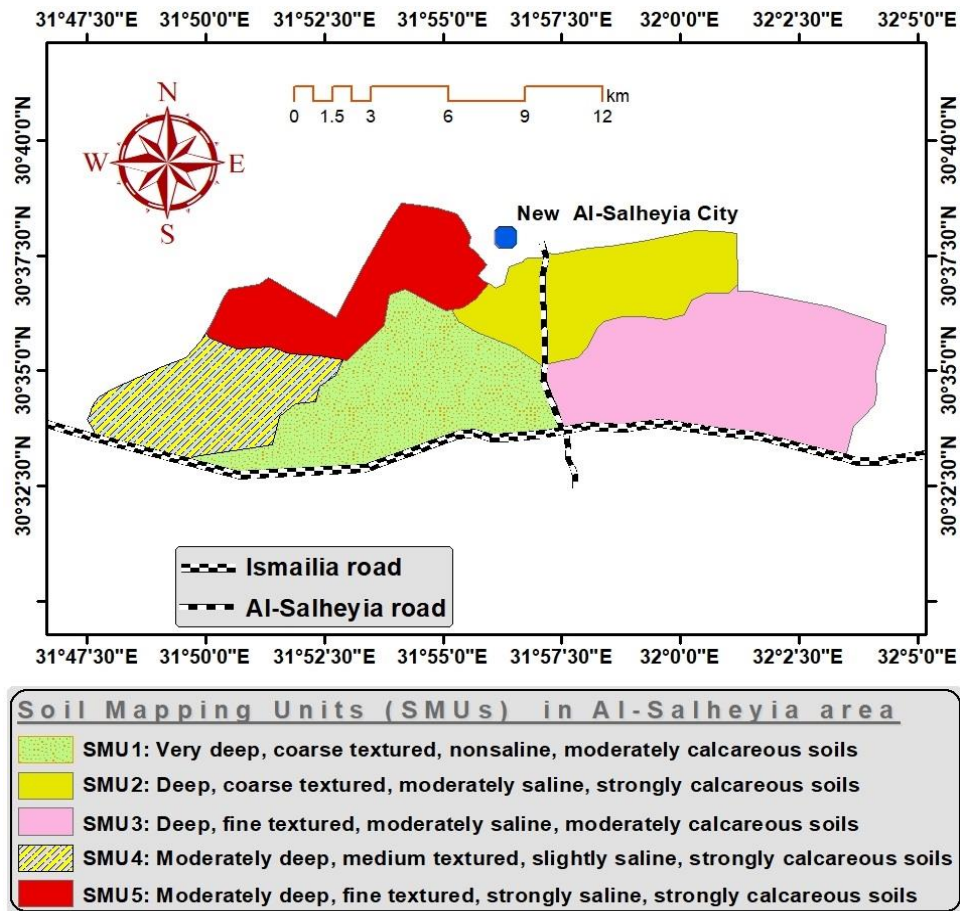 31°47'30"E 31°50'0"E 31°52'30"E 31°55'0"E 31°57'30"E 32°0'0"E 32°2'30"E 32°5'0"E
N
W E
S
km
0 1.5 3 6 9 12
30°40'0"N 30°40'0"N
New Al-Salheyia City
30°37'30"N 30°37'30"N
30°35'0"N 30°35'0"N
30°32'30"N 30°32'30"N
Ismailia road
Al-Salheyia road
31°47'30"E 31°50'0"E 31°52'30"E 31°55'0"E 31°57'30"E 32°0'0"E 32°2'30"E 32°5'0"E
Soil Mapping Units (SMUs) in Al-Salheyia area
SMU1: Very deep, coarse textured, nonsaline, moderately calcareous soils
SMU2: Deep, coarse textured, moderately saline, strongly calcareous soils
SMU3: Deep, fine textured, moderately saline, moderately calcareous soils
SMU4: Moderately deep, medium textured, slightly saline, strongly calcareous soils
SMU5: Moderately deep, fine textured, strongly saline, strongly calcareous soils